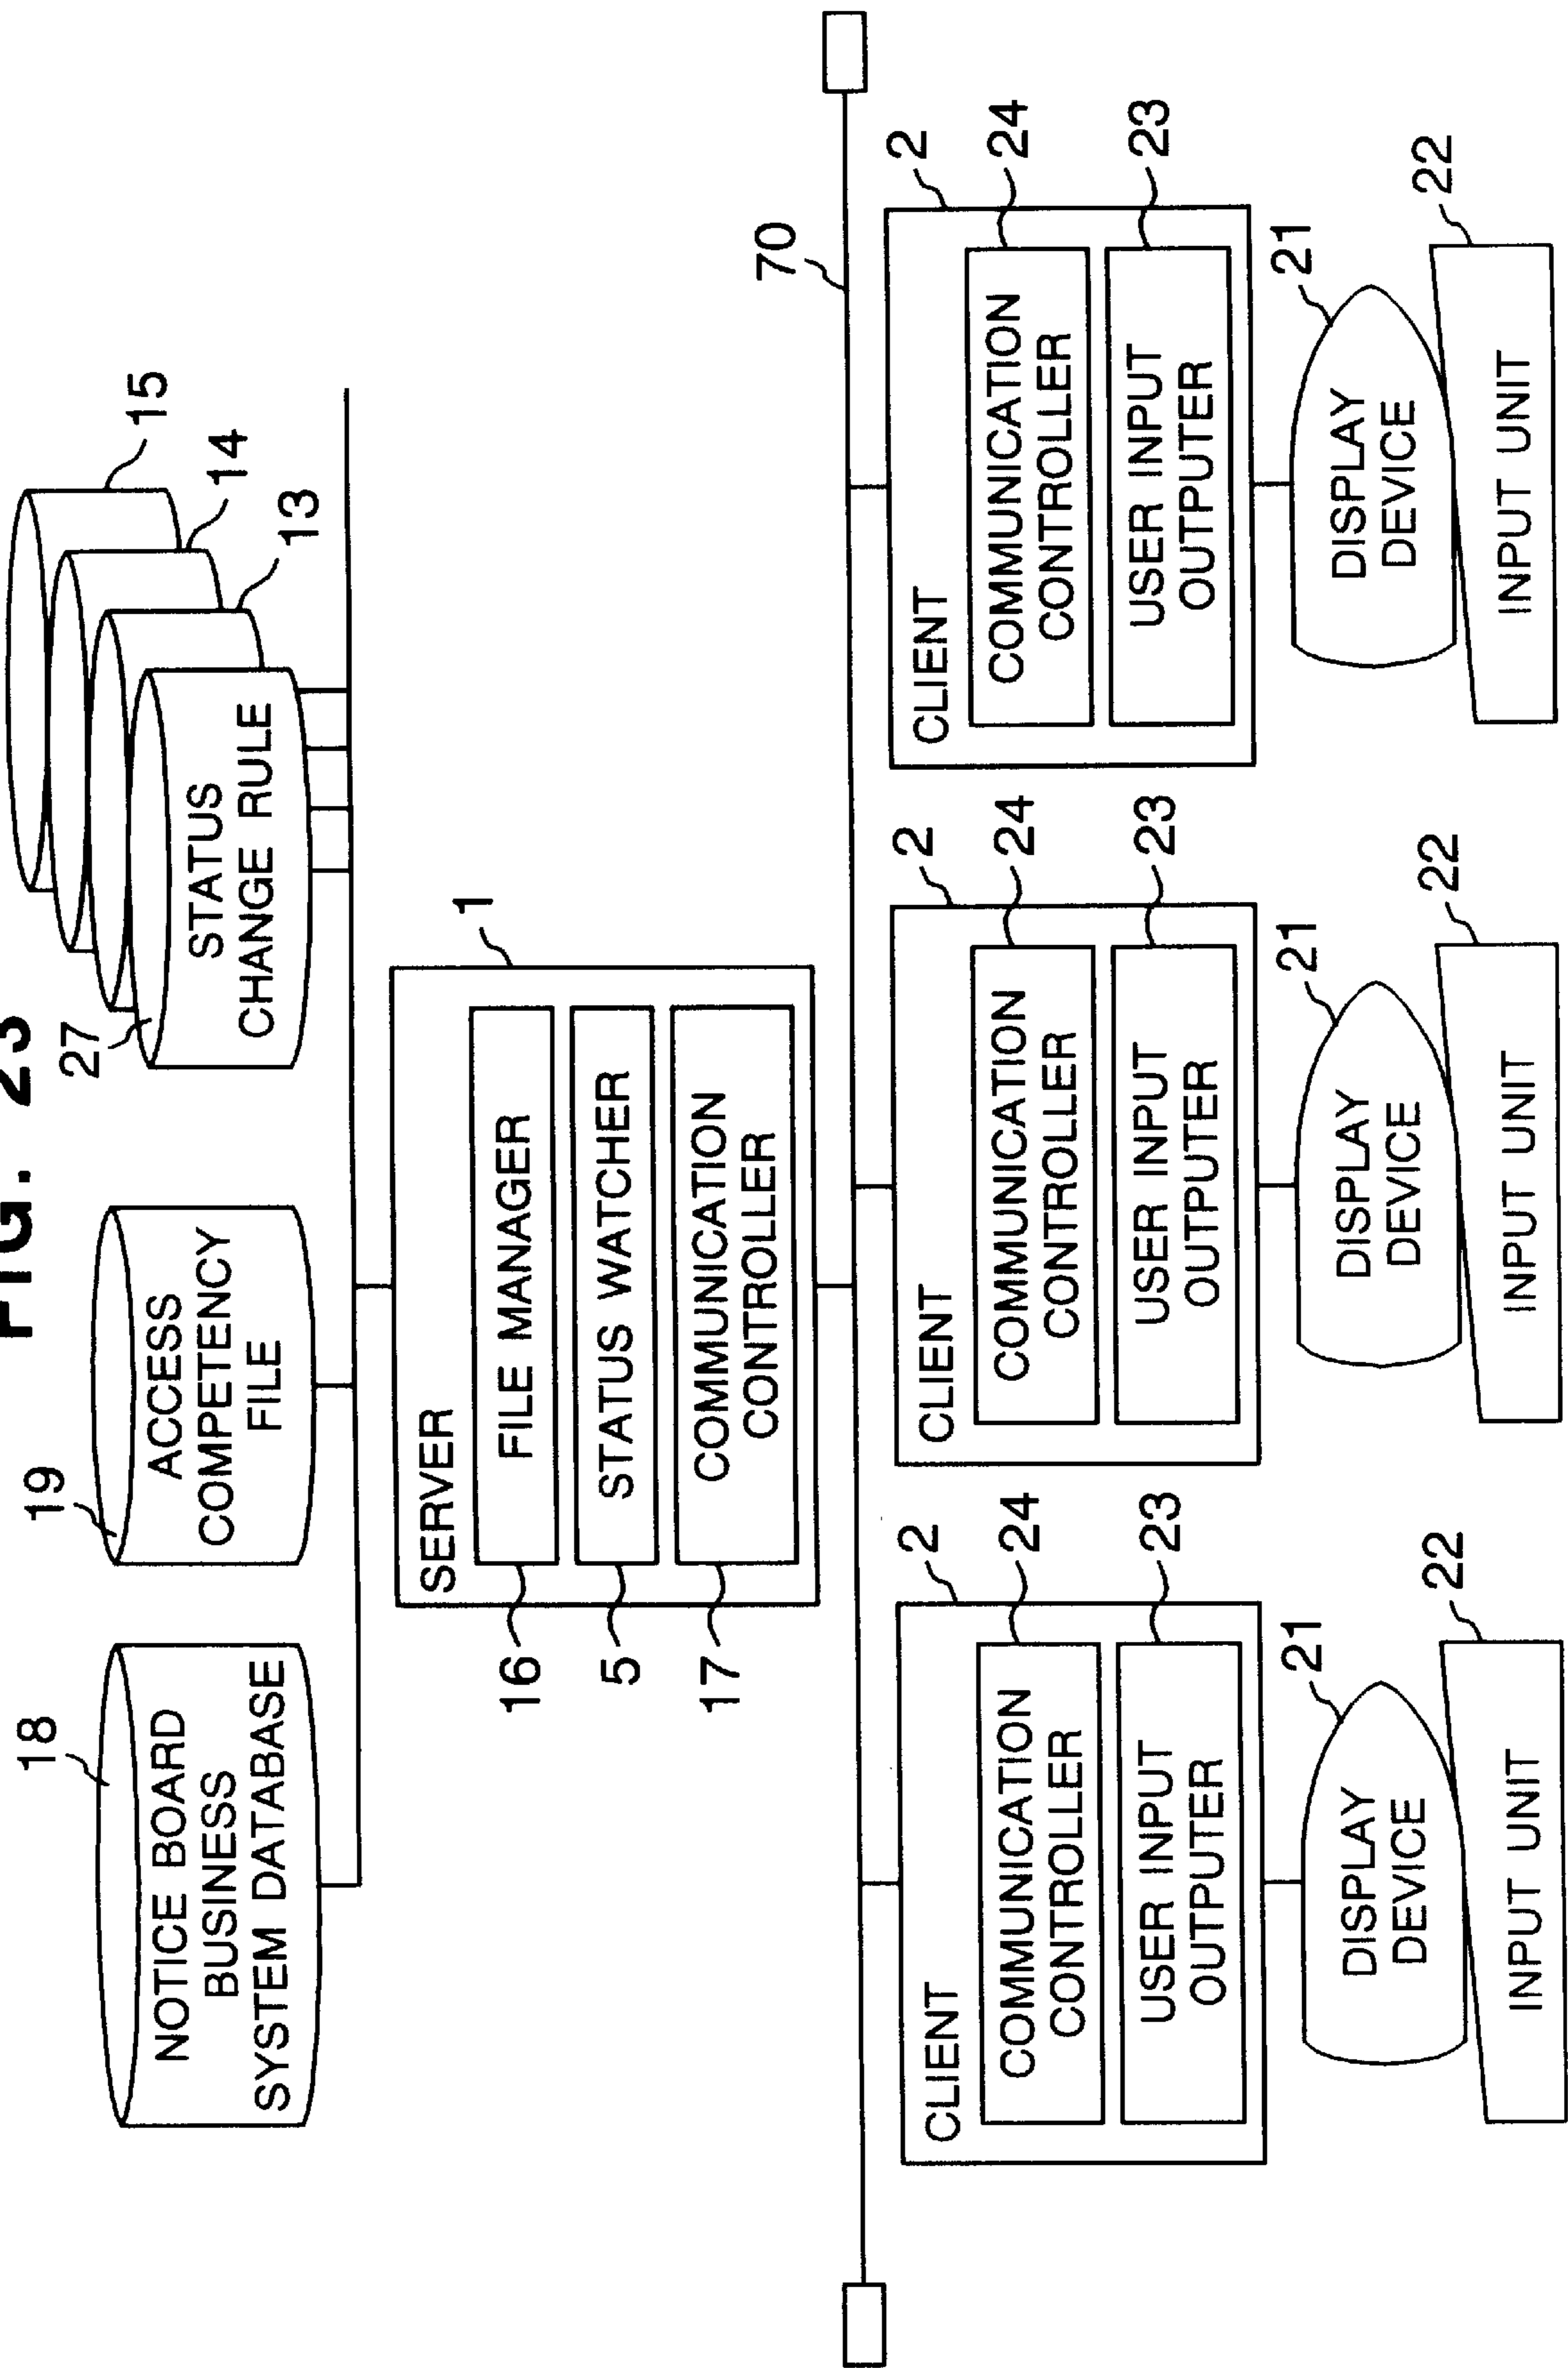 FIG. 23
18
NOTICE BOARD
BUSINESS
SYSTEM DATABASE
19
ACCESS
COMPETENCY
FILE
27
STATUS
CHANGE RULE
13
14
15
SERVER
1
16
FILE MANAGER
5
STATUS WATCHER
17
COMMUNICATION
CONTROLLER
70
CLIENT
2
COMMUNICATION
CONTROLLER
24
USER INPUT
OUTPUTER
23
DISPLAY
DEVICE
21
INPUT UNIT
22
CLIENT
2
COMMUNICATION
CONTROLLER
24
USER INPUT
OUTPUTER
23
DISPLAY
DEVICE
21
INPUT UNIT
22
CLIENT
2
COMMUNICATION
CONTROLLER
24
USER INPUT
OUTPUTER
23
DISPLAY
DEVICE
21
INPUT UNIT
22